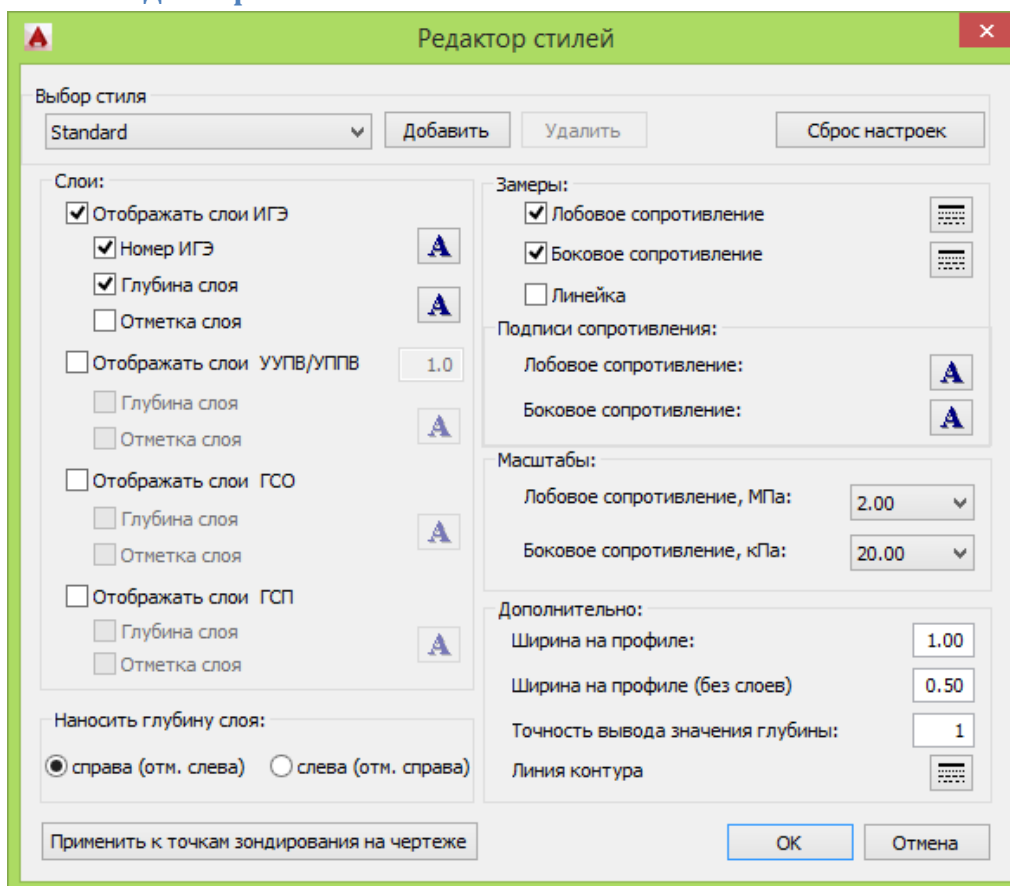 Редактор стилей
Выбор стиля
Standard
Добавить
Удалить
Сброс настроек
Слои:
Отображать слои ИГЭ
Номер ИГЭ
A
Глубина слоя
A
Отметка слоя
Отображать слои УУПВ/УППВ
1.0
Глубина слоя
A
Отметка слоя
Отображать слои ГСО
Глубина слоя
A
Отметка слоя
Отображать слои ГСП
Глубина слоя
A
Отметка слоя
Наносить глубину слоя:
справа (отм. слева)
слева (отм. справа)
Замеры:
Лобовое сопротивление
Боковое сопротивление
Линейка
Подписи сопротивления:
Лобовое сопротивление:
A
Боковое сопротивление:
A
Масштабы:
Лобовое сопротивление, МПа:
2.00
Боковое сопротивление, кПа:
20.00
Дополнительно:
Ширина на профиле:
1.00
Ширина на профиле (без слоев)
0.50
Точность вывода значения глубины:
1
Линия контура
Применить к точкам зондирования на чертеже
ОК
Отмена